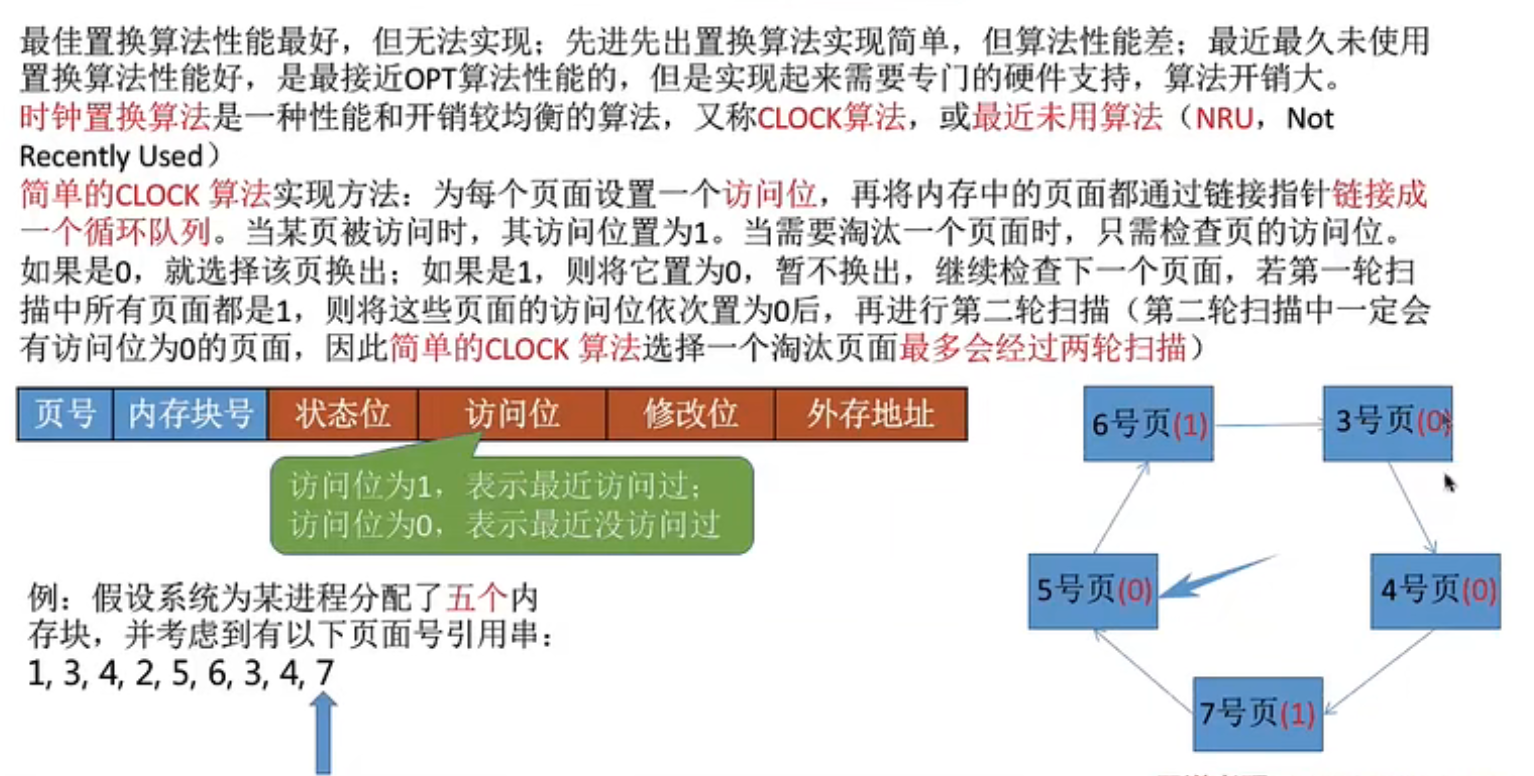 最佳置换算法性能最好，但无法实现；先进先出置换算法实现简单，但算法性能差；最近最久未使用
置换算法性能好，是最接近OPT算法性能的，但是实现起来需要专门的硬件支持，算法开销大。
时钟置换算法是一种性能和开销较均衡的算法，又称CLOCK算法，或最近未用算法（NRU，Not
Recently Used）
简单的CLOCK 算法实现方法：为每个页面设置一个访问位，再将内存中的页面都通过链接指针链接成
一个循环队列。当某页被访问时，其访问位置为1。当需要淘汰一个页面时，只需检查页的访问位。
如果是0，就选择该页换出；如果是1，则将它置为0，暂不换出，继续检查下一个页面，若第一轮扫
描中所有页面都是1，则将这些页面的访问位依次置为0后，再进行第二轮扫描（第二轮扫描中一定会
有访问位为0的页面，因此简单的CLOCK 算法选择一个淘汰页面最多会经过两轮扫描）
页号 内存块号 状态位 访问位 修改位 外存地址
访问位为1，表示最近访问过；
访问位为0，表示最近没访问过
例：假设系统为某进程分配了五个内
存块，并考虑到有以下页面号引用串：
1, 3, 4, 2, 5, 6, 3, 4, 7
6号页(1)
3号页(0)
5号页(0)
4号页(0)
7号页(1)